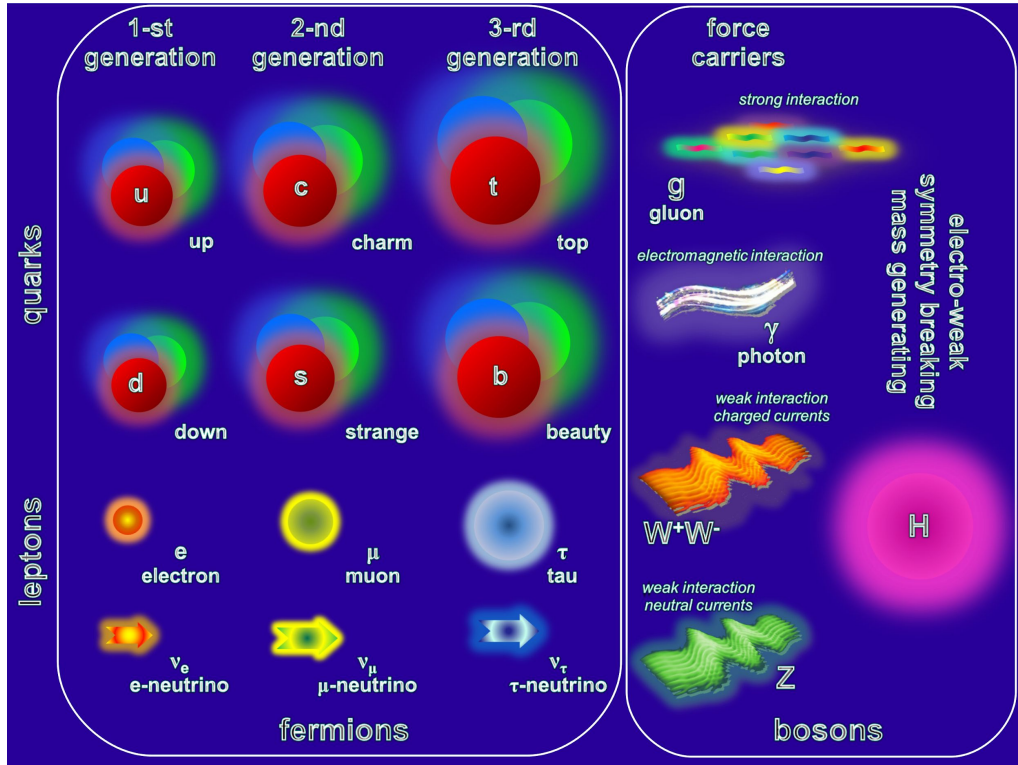 1-st
generation
2-nd
generation
3-rd
generation
quarks
u
up
c
charm
t
top
d
down
s
strange
b
beauty
leptons
e
electron
μ
muon
τ
tau
νe
e-neutrino
νμ
μ-neutrino
ντ
τ-neutrino
fermions
force
carriers
strong interaction
g
gluon
electromagnetic interaction
γ
photon
weak interaction
charged currents
W⁺W⁻
weak interaction
neutral currents
Z
electro-weak
symmetry breaking
mass generating
H
bosons